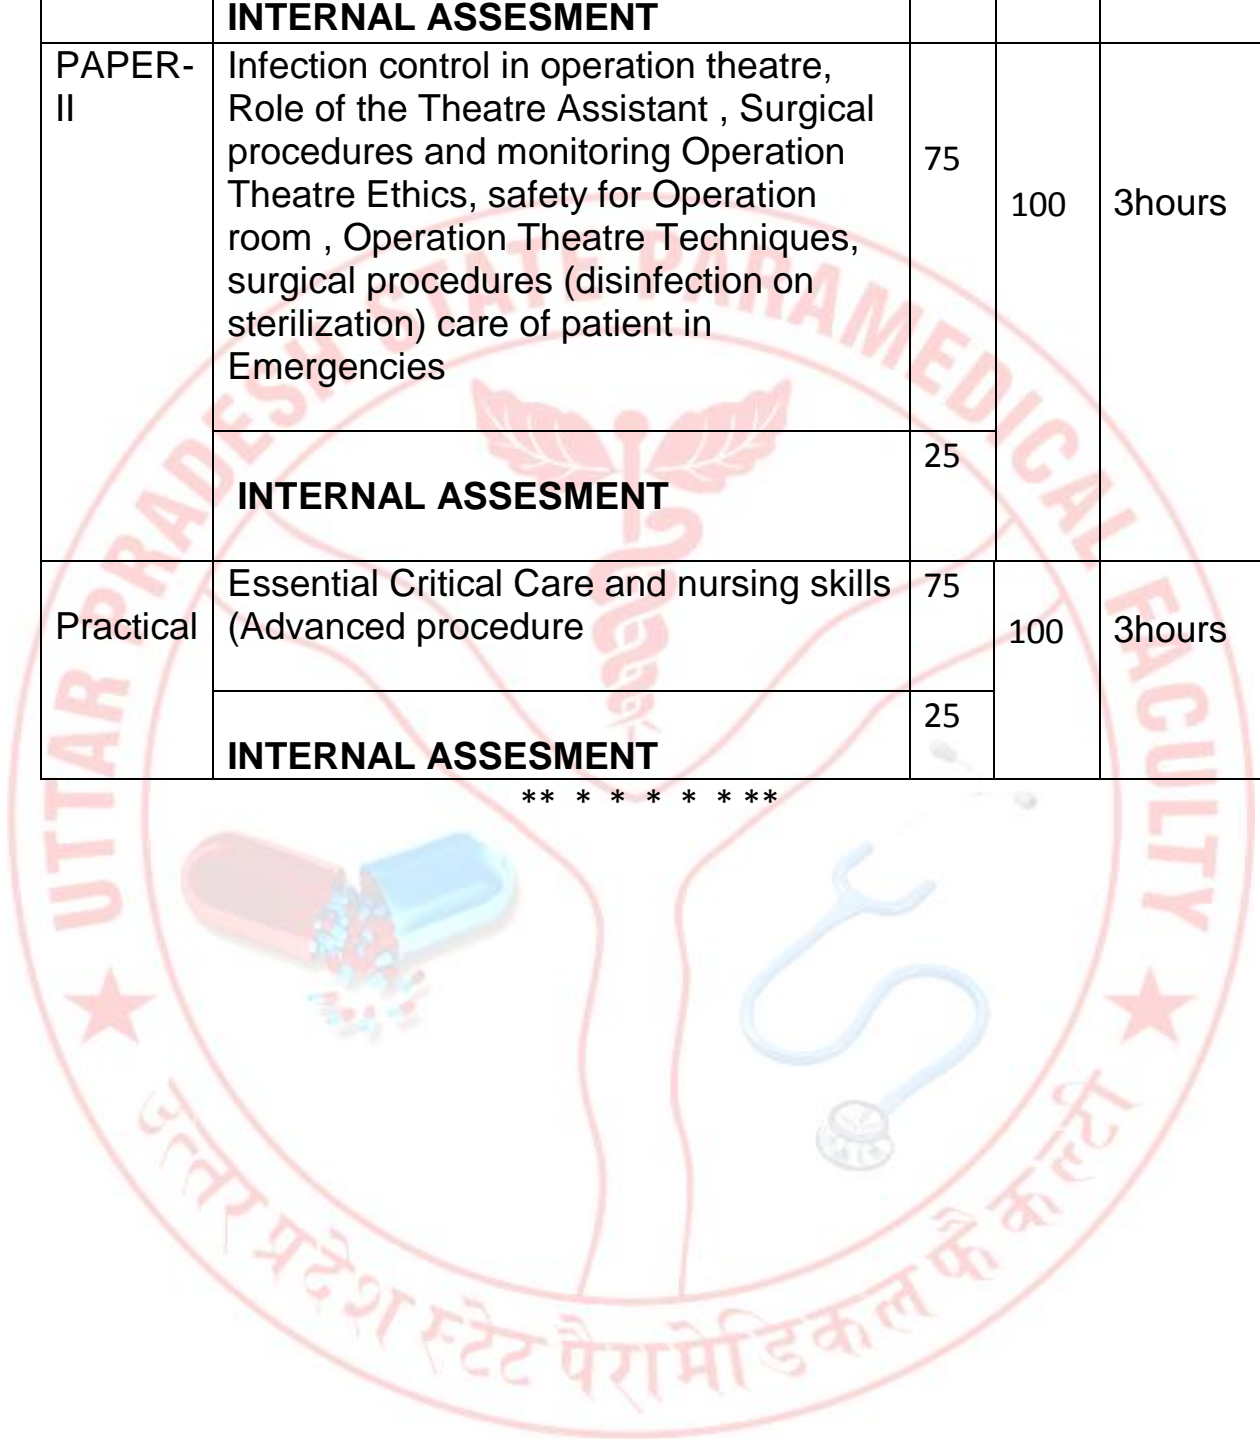 INTERNAL ASSESMENT
PAPER-
II
Infection control in operation theatre,
Role of the Theatre Assistant , Surgical
procedures and monitoring Operation
Theatre Ethics, safety for Operation
room , Operation Theatre Techniques,
surgical procedures (disinfection on
sterilization) care of patient in
Emergencies
75
100
3hours
INTERNAL ASSESMENT
25
Practical
Essential Critical Care and nursing skills
(Advanced procedure
75
100
3hours
INTERNAL ASSESMENT
25
** * * * * **
UTTAR PRADESH STATE PARAMEDICAL FACULTY
उत्तर प्रदेश स्टेट पैरामेडिकल फैकल्टी